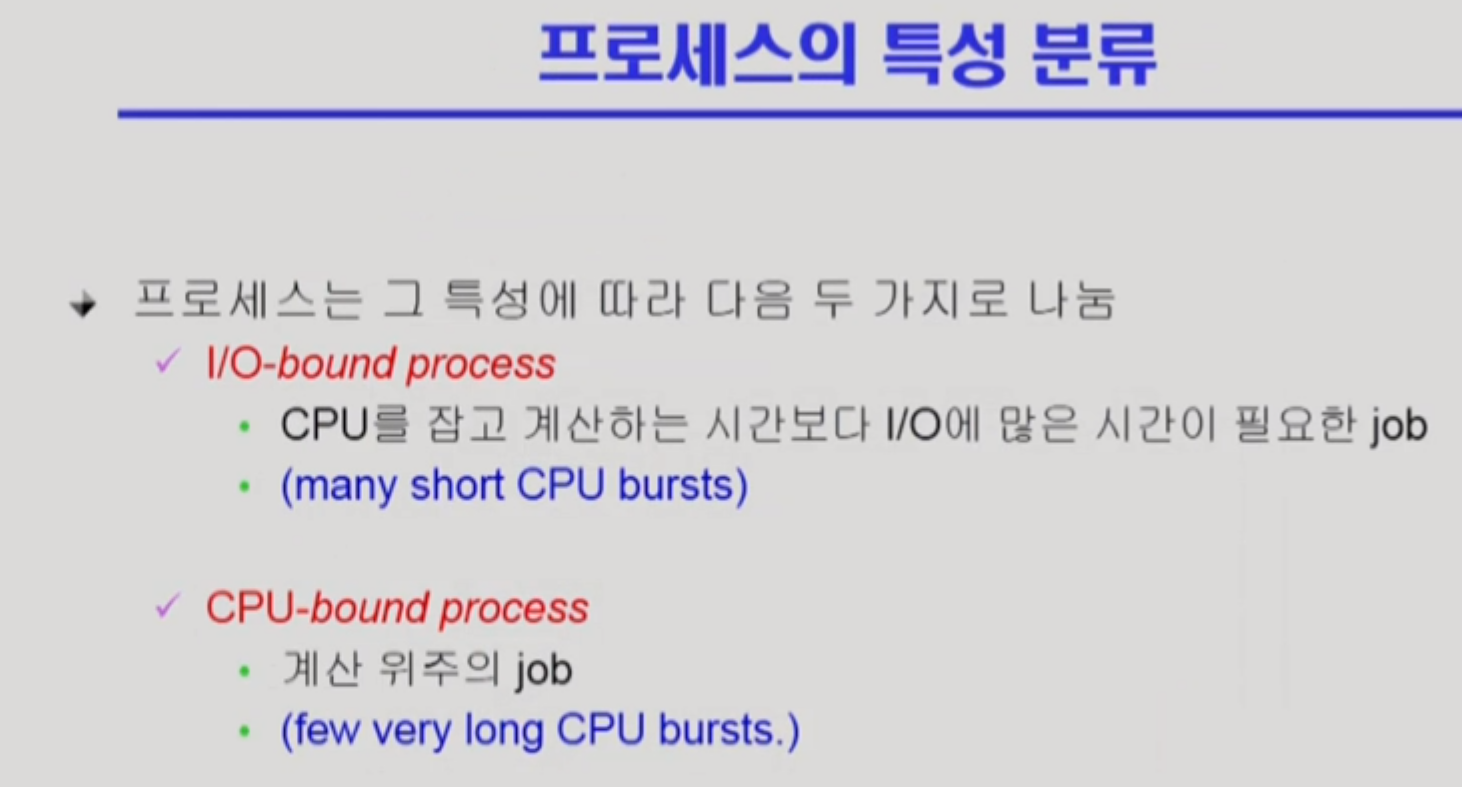 프로세스의 특성 분류
프로세스는 그 특성에 따라 다음 두 가지로 나눔
I/O-bound process
CPU를 잡고 계산하는 시간보다 I/O에 많은 시간이 필요한 job
(many short CPU bursts)
CPU-bound process
계산 위주의 job
(few very long CPU bursts.)